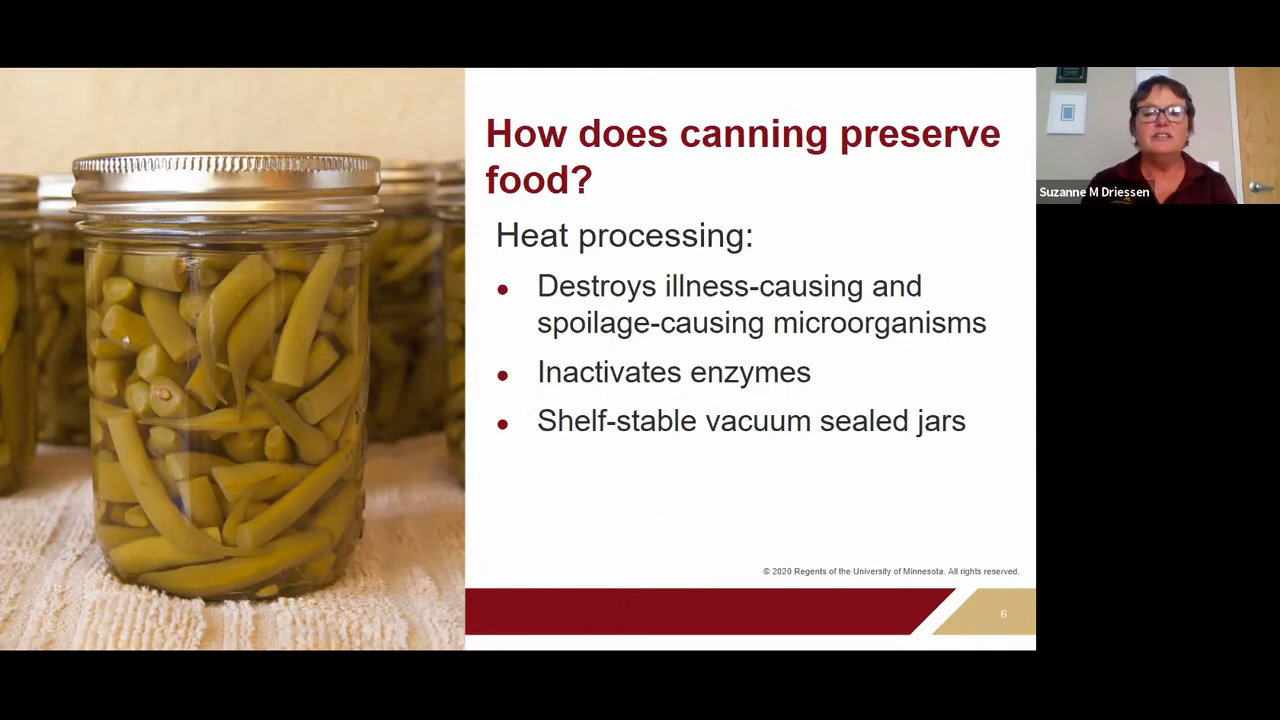 How does canning preserve
food?
Heat processing:
• Destroys illness-causing and
spoilage-causing microorganisms
• Inactivates enzymes
• Shelf-stable vacuum sealed jars
© 2020 Regents of the University of Minnesota. All rights reserved.
6
Suzanne M Driessen